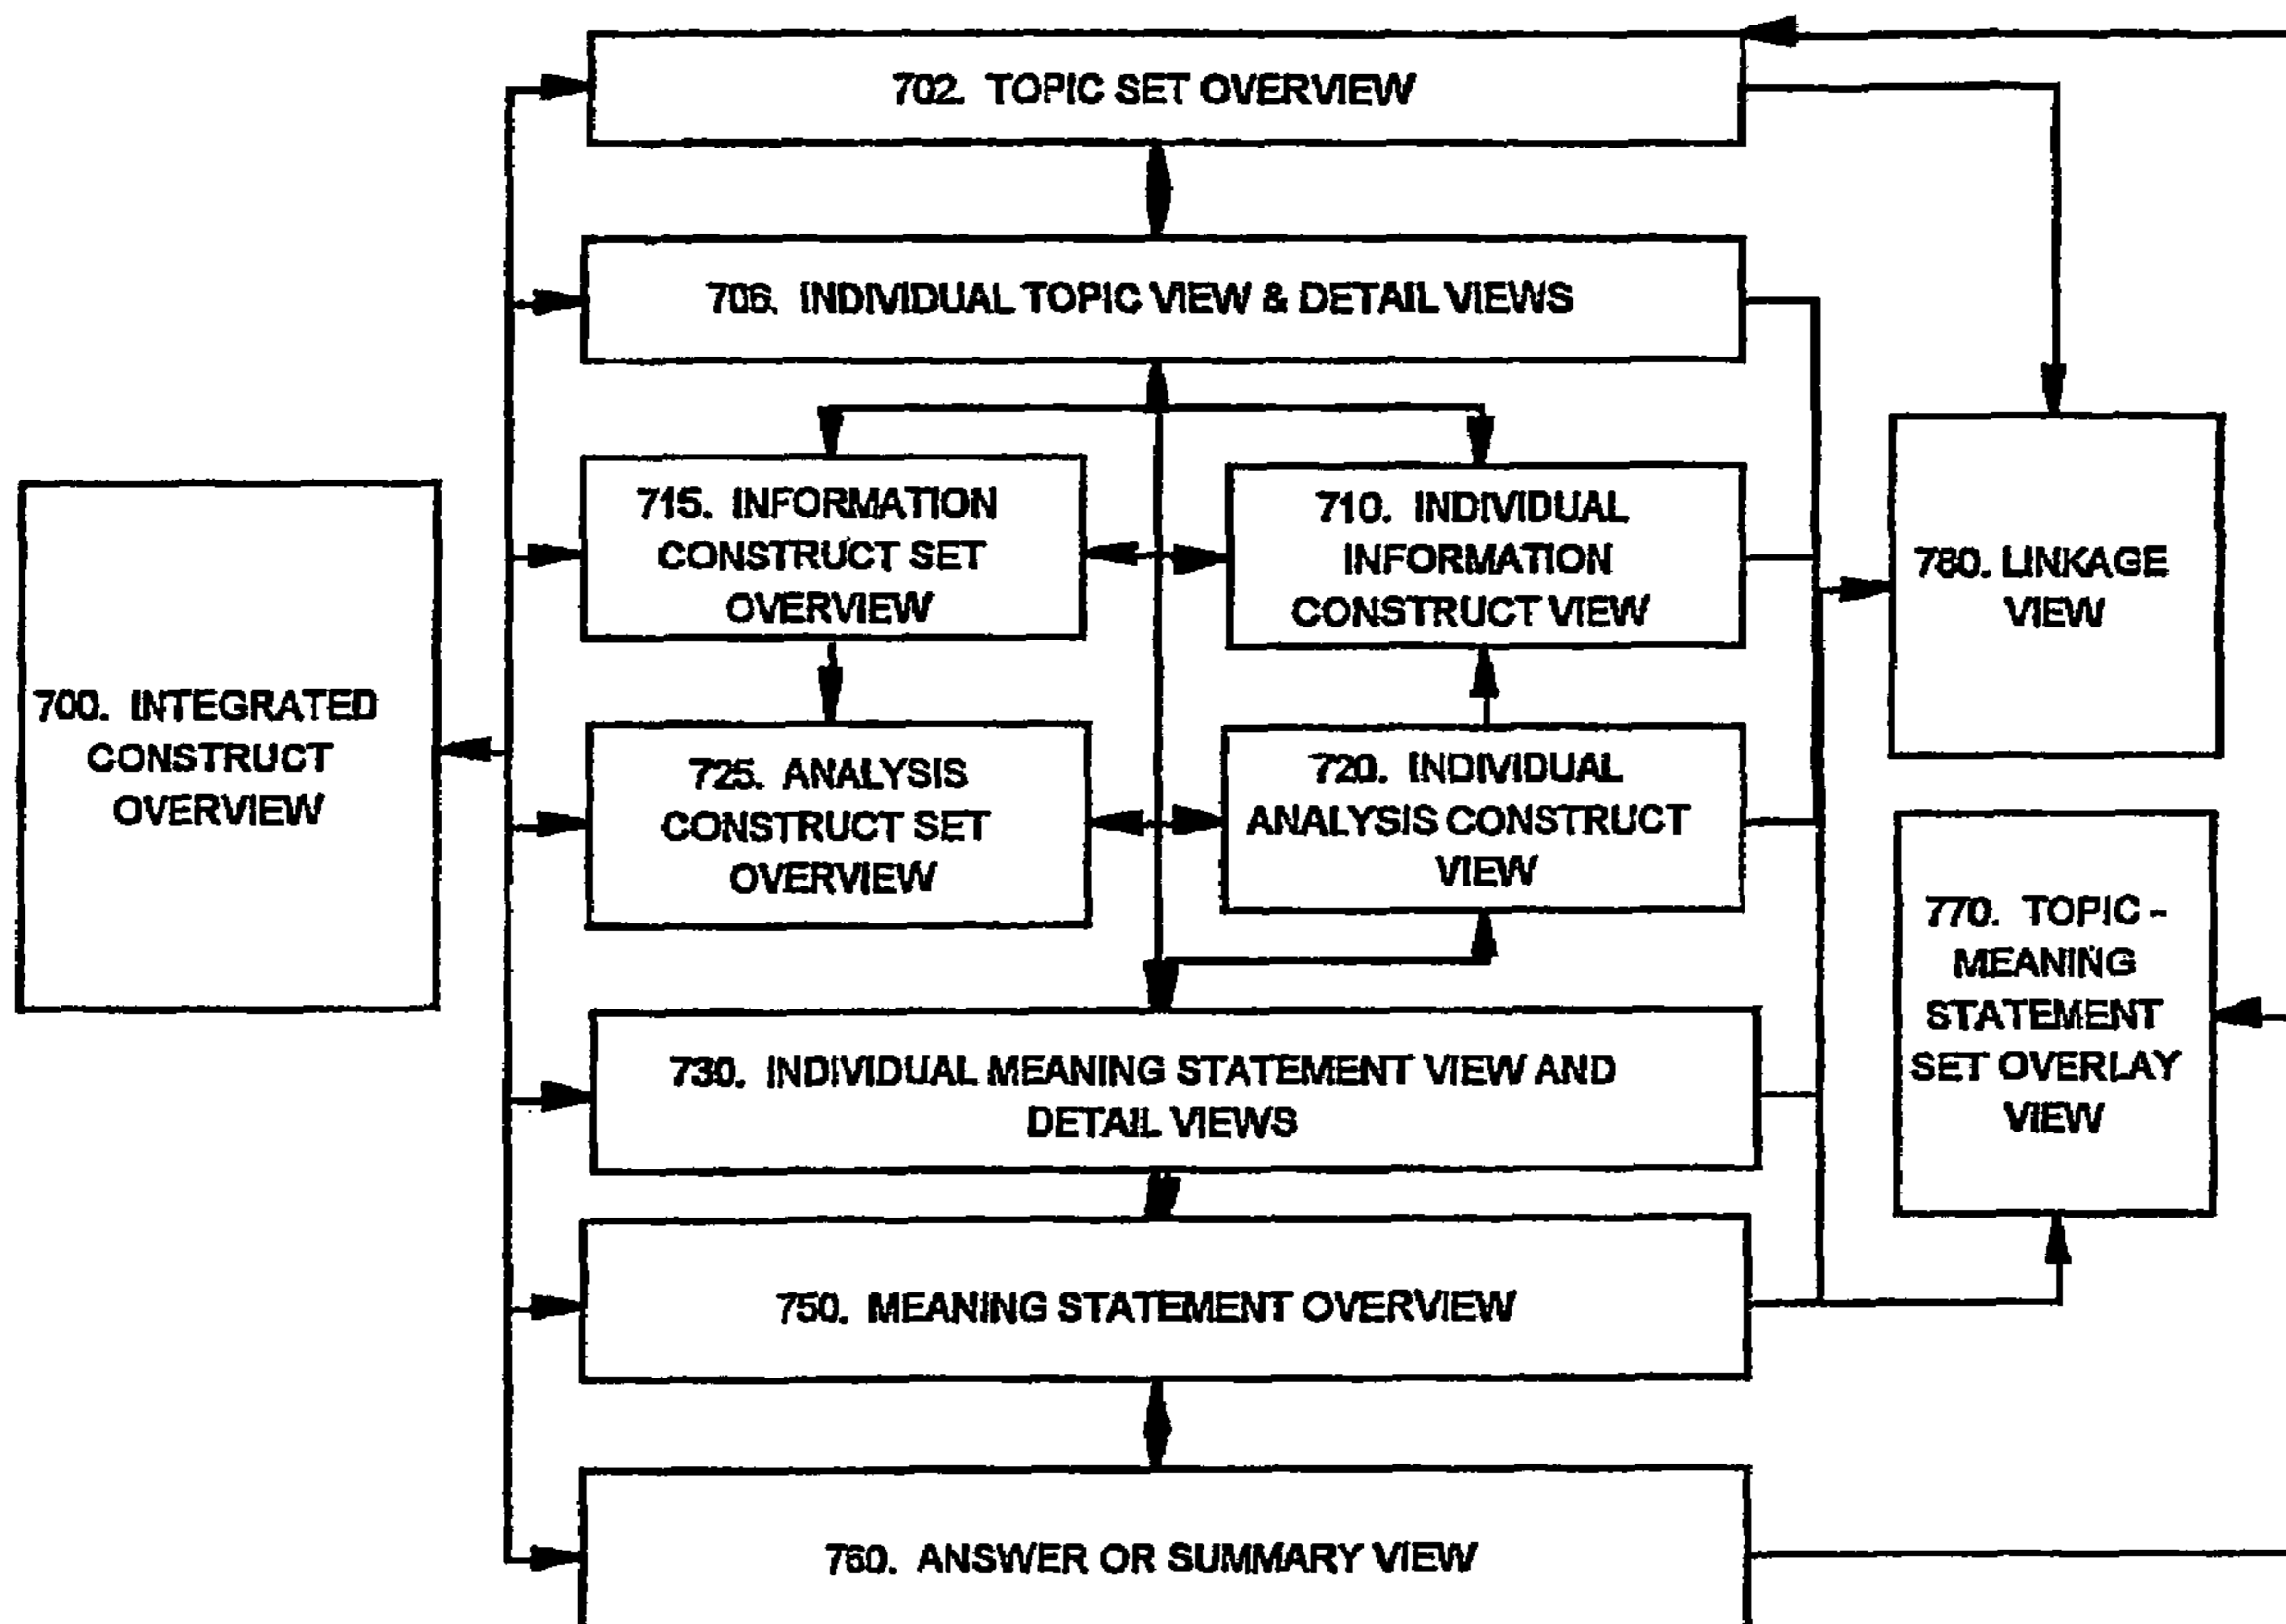 702. TOPIC SET OVERVIEW
706. INDIVIDUAL TOPIC VIEW & DETAIL VIEWS
715. INFORMATION
CONSTRUCT SET
OVERVIEW
710. INDIVIDUAL
INFORMATION
CONSTRUCT VIEW
780. LINKAGE
VIEW
700. INTEGRATED
CONSTRUCT
OVERVIEW
725. ANALYSIS
CONSTRUCT SET
OVERVIEW
720. INDIVIDUAL
ANALYSIS CONSTRUCT
VIEW
770. TOPIC -
MEANING
STATEMENT
SET OVERLAY
VIEW
730. INDIVIDUAL MEANING STATEMENT VIEW AND
DETAIL VIEWS
750. MEANING STATEMENT OVERVIEW
760. ANSWER OR SUMMARY VIEW